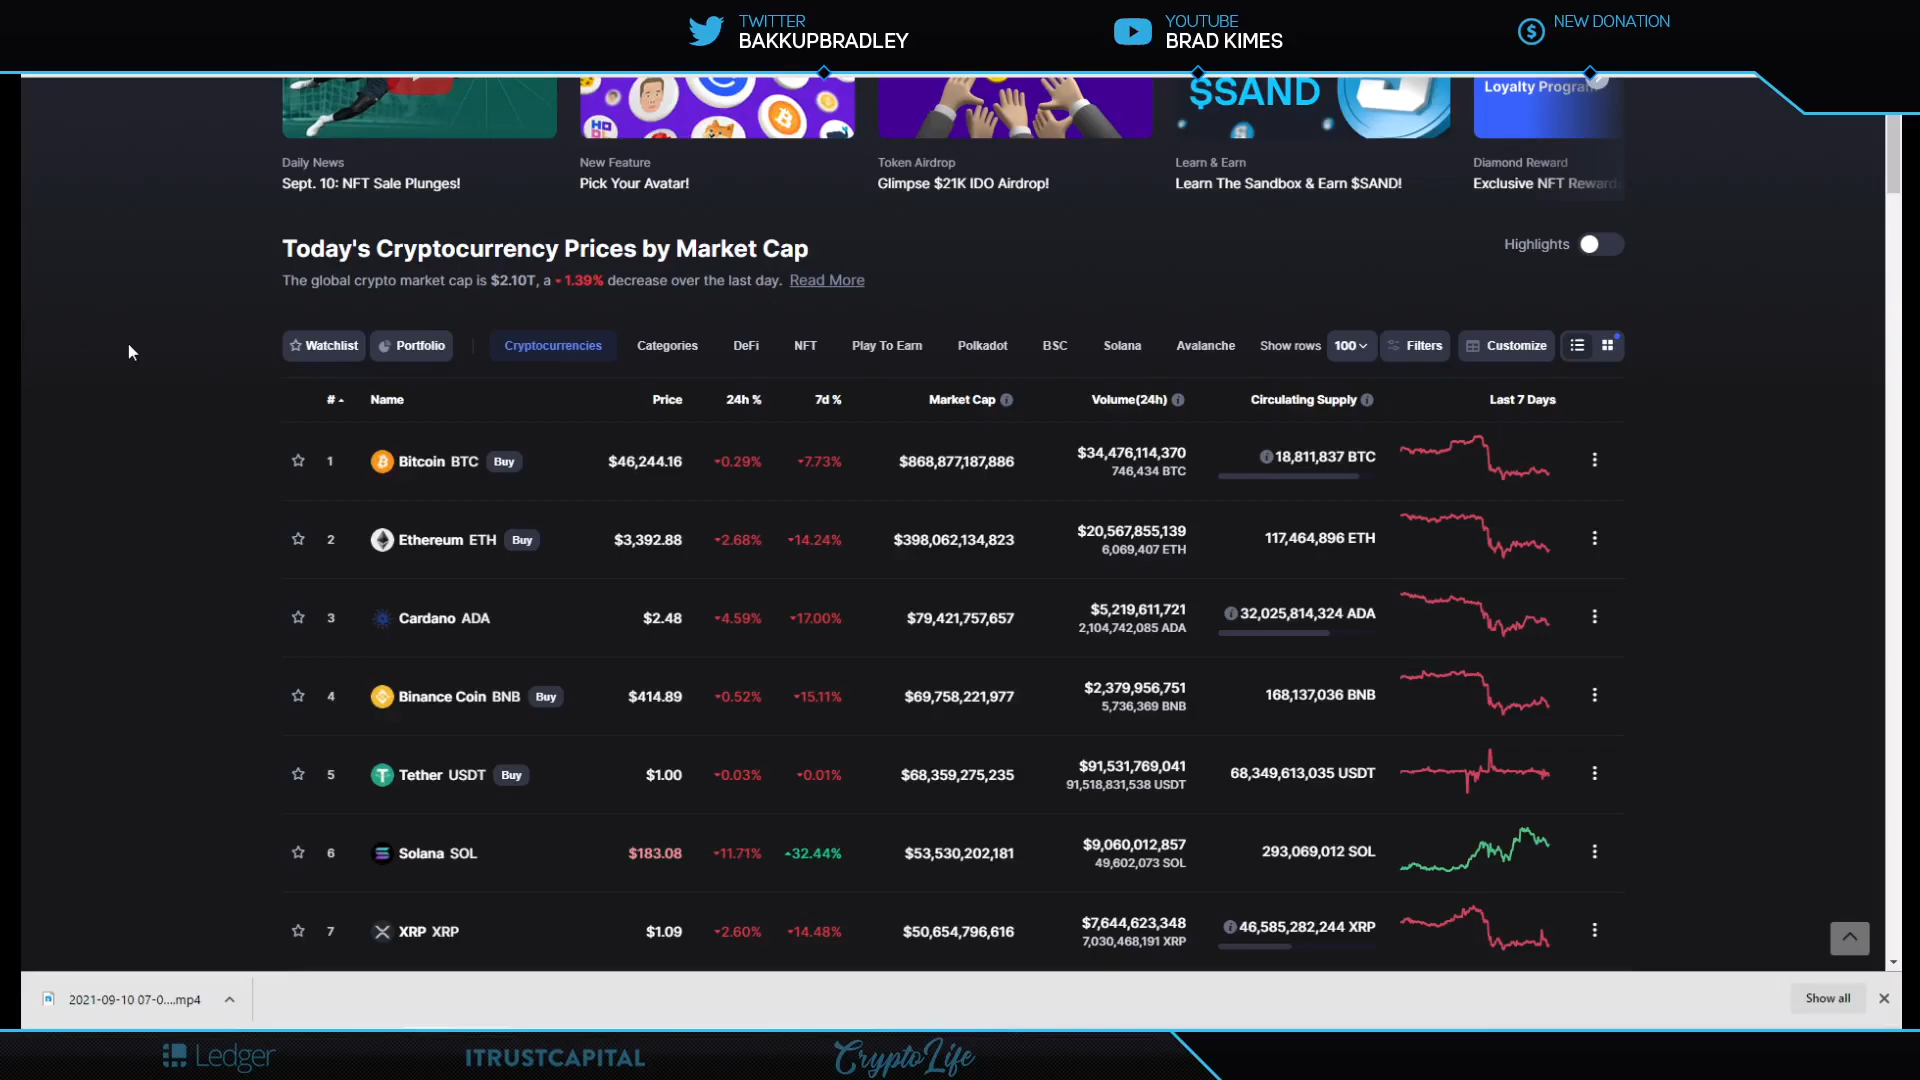 TWITTER
BAKKUPBRADLEY
YOUTUBE
BRAD KIMES
NEW DONATION
$SAND
Loyalty Program
Daily News
Sept. 10: NFT Sale Plunges!
New Feature
Pick Your Avatar!
Token Airdrop
Glimpse $21K IDO Airdrop!
Learn & Earn
Learn The Sandbox & Earn $SAND!
Diamond Reward
Exclusive NFT Reward
Today's Cryptocurrency Prices by Market Cap
Highlights
The global crypto market cap is $2.10T, a 1.39% decrease over the last day. Read More
Watchlist Portfolio Cryptocurrencies Categories DeFi NFT Play To Earn Polkadot BSC Solana Avalanche Show rows 100 Filters Customize
# Name Price 24h % 7d % Market Cap Volume(24h) Circulating Supply Last 7 Days
1 Bitcoin BTC Buy $46,244.16 0.29% 7.73% $868,877,187,886 $34,476,114,370 18,811,837 BTC
746,434 BTC
2 Ethereum ETH Buy $3,392.88 2.68% 14.24% $398,062,134,823 $20,567,855,139 117,464,896 ETH
6,069,407 ETH
3 Cardano ADA $2.48 4.59% 17.00% $79,421,757,657 $5,219,611,721 32,025,814,324 ADA
2,104,742,085 ADA
4 Binance Coin BNB Buy $414.89 0.52% 15.11% $69,758,221,977 $2,379,956,751 168,137,036 BNB
5,736,369 BNB
5 Tether USDT Buy $1.00 0.03% 0.01% $68,359,275,235 $91,531,769,041 68,349,613,035 USDT
91,518,831,538 USDT
6 Solana SOL $183.08 11.71% 32.44% $53,530,202,181 $9,060,012,857 293,069,012 SOL
49,602,073 SOL
7 XRP XRP $1.09 2.60% 14.48% $50,654,796,616 $7,644,623,348 46,585,282,244 XRP
7,030,468,191 XRP
2021-09-10 07-0....mp4
Show all
Ledger
ITRUSTCAPITAL
CryptoLife